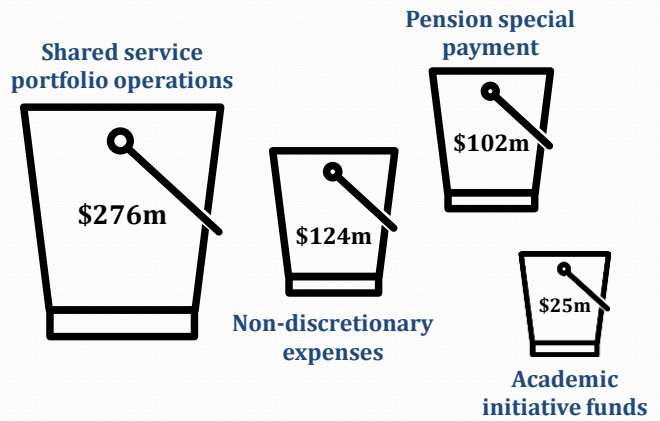 Shared service
portfolio operations
$276m
$124m
Non-discretionary
expenses
Pension special
payment
$102m
$25m
Academic
initiative funds